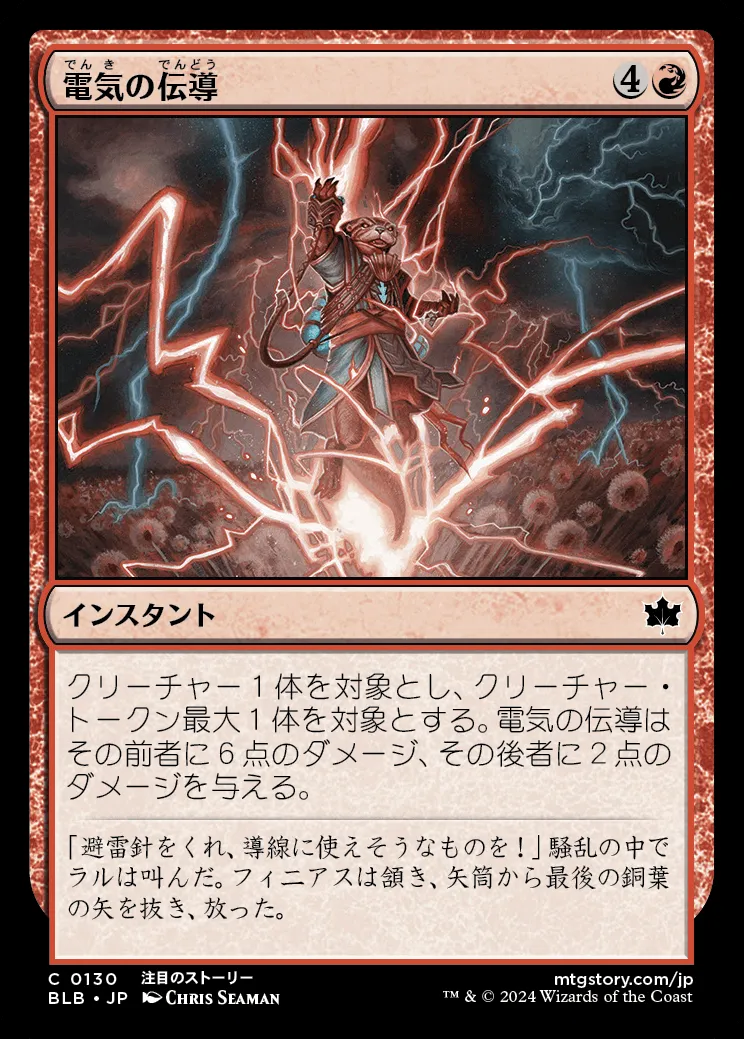 電気の伝導
でんき でんどう
4
インスタント
クリーチャー1体を対象とし、クリーチャー・
トークン最大1体を対象とする。電気の伝導は
その前者に6点のダメージ、その後者に2点の
ダメージを与える。
「避雷針をくれ、導線に使えそうなものを!」騒乱の中で
ラルは叫んだ。フィニアスは頷き、矢筒から最後の銅葉
の矢を抜き、放った。
C 0130 注目のストーリー
mtgstory.com/jp
BLB • JP CHRIS SEAMAN
™ & © 2024 Wizards of the Coast